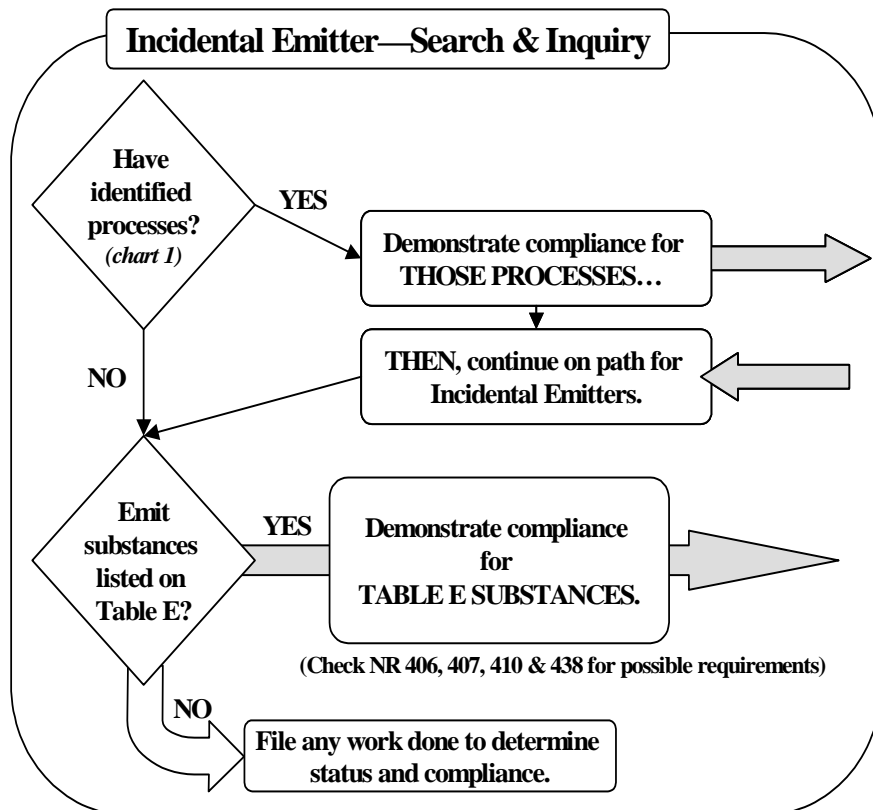 Incidental Emitter—Search & Inquiry
Have
identified
processes?
(chart 1)
YES
Demonstrate compliance for
THOSE PROCESSES…
THEN, continue on path for
Incidental Emitters.
NO
Emit
substances
listed on
Table E?
YES
Demonstrate compliance
for
TABLE E SUBSTANCES.
(Check NR 406, 407, 410 & 438 for possible requirements)
NO
File any work done to determine
status and compliance.